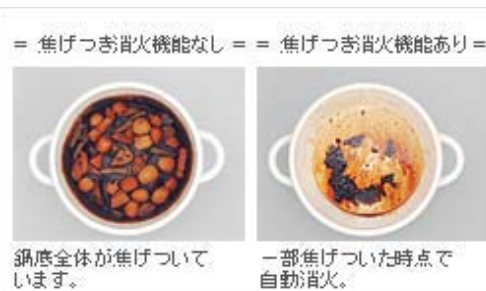 = 焦げつき消火機能なし =
= 焦げつき消火機能あり =
鍋底全体が焦げついて
います。
一部焦げついた時点で
自動消火。